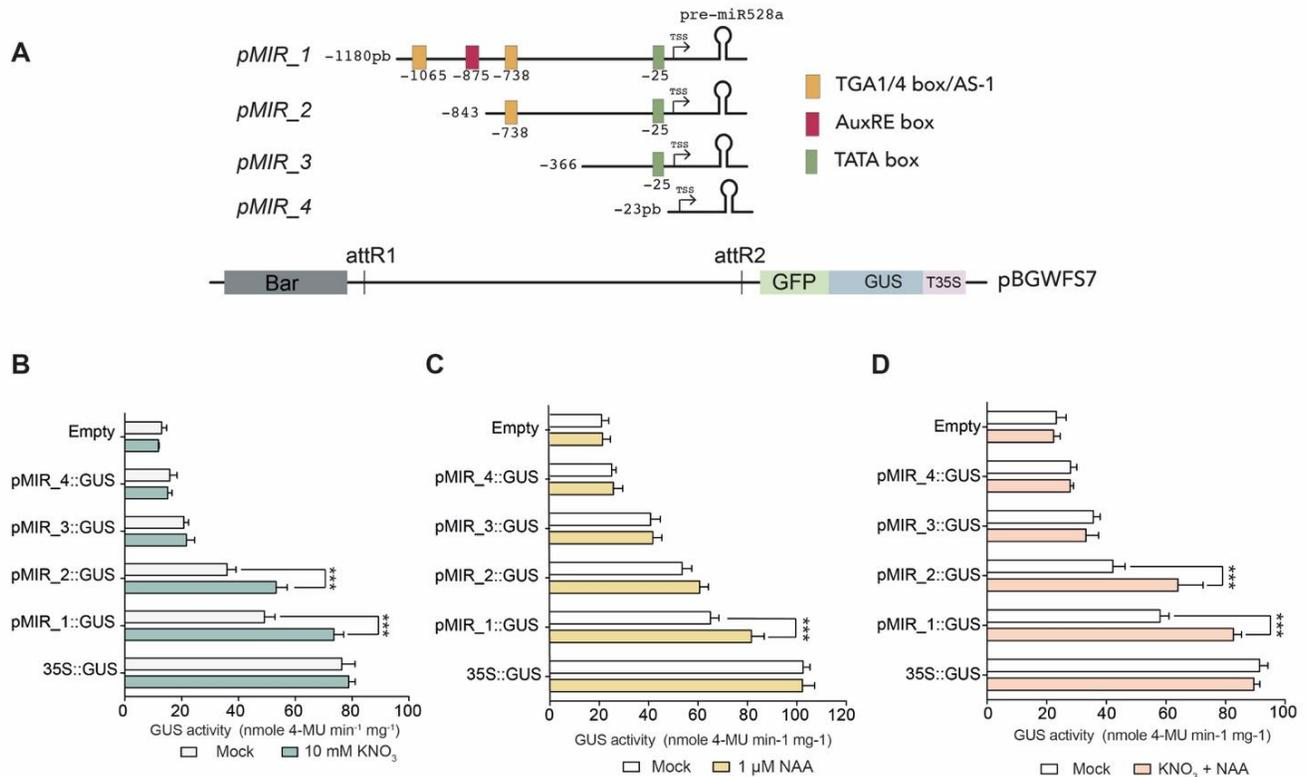 A
pre-miR528a
pMIR_1 -1180pb TSS
-1065 -875 -738 -25
pMIR_2 -843 TSS
-738 -25
pMIR_3 -366 TSS
-25
pMIR_4 -23pb TSS
TGA1/4 box/AS-1
AuxRE box
TATA box
attR1 attR2
Bar GFP GUS T35S pBGWFS7
B
Empty
pMIR_4::GUS
pMIR_3::GUS
pMIR_2::GUS ***
pMIR_1::GUS ***
35S::GUS
0 20 40 60 80 100
GUS activity (nmole 4-MU min⁻¹ mg⁻¹)
Mock 10 mM KNO₃
C
Empty
pMIR_4::GUS
pMIR_3::GUS
pMIR_2::GUS
pMIR_1::GUS ***
35S::GUS
0 20 40 60 80 100 120
GUS activity (nmole 4-MU min-1 mg-1)
Mock 1 µM NAA
D
Empty
pMIR_4::GUS
pMIR_3::GUS
pMIR_2::GUS ***
pMIR_1::GUS ***
35S::GUS
0 20 40 60 80 100
GUS activity (nmole 4-MU min-1 mg-1)
Mock KNO₃ + NAA